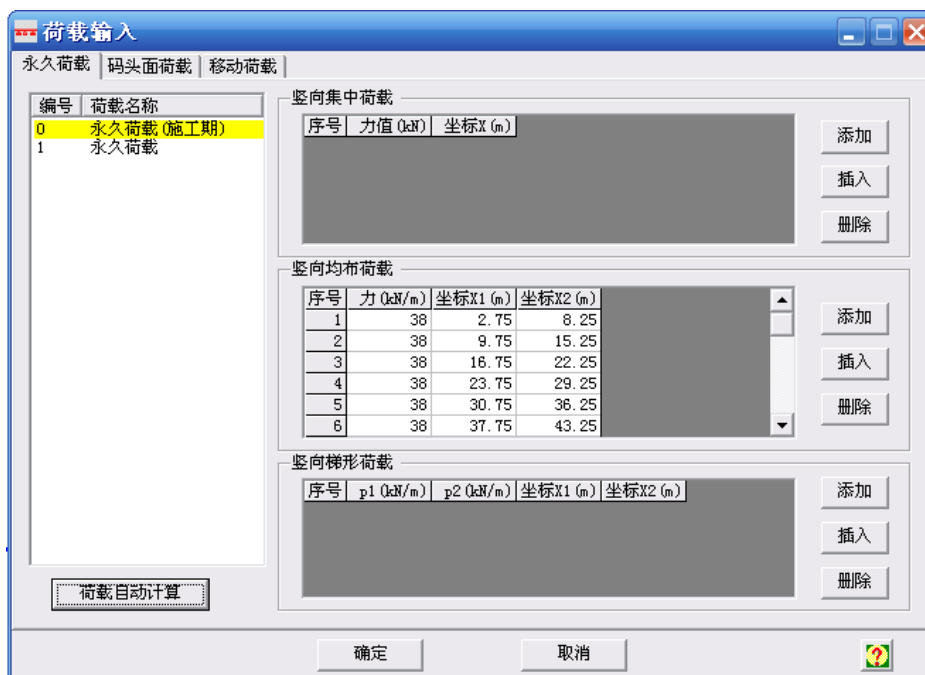 荷载输入
永久荷载 码头面荷载 移动荷载
编号 荷载名称
0 永久荷载(施工期)
1 永久荷载
荷载自动计算
竖向集中荷载
序号 力值(kN) 坐标X(m)
添加
插入
删除
竖向均布荷载
序号 力(kN/m) 坐标X1(m) 坐标X2(m)
1 38 2.75 8.25
2 38 9.75 15.25
3 38 16.75 22.25
4 38 23.75 29.25
5 38 30.75 36.25
6 38 37.75 43.25
添加
插入
删除
竖向梯形荷载
序号 p1(kN/m) p2(kN/m) 坐标X1(m) 坐标X2(m)
添加
插入
删除
确定 取消